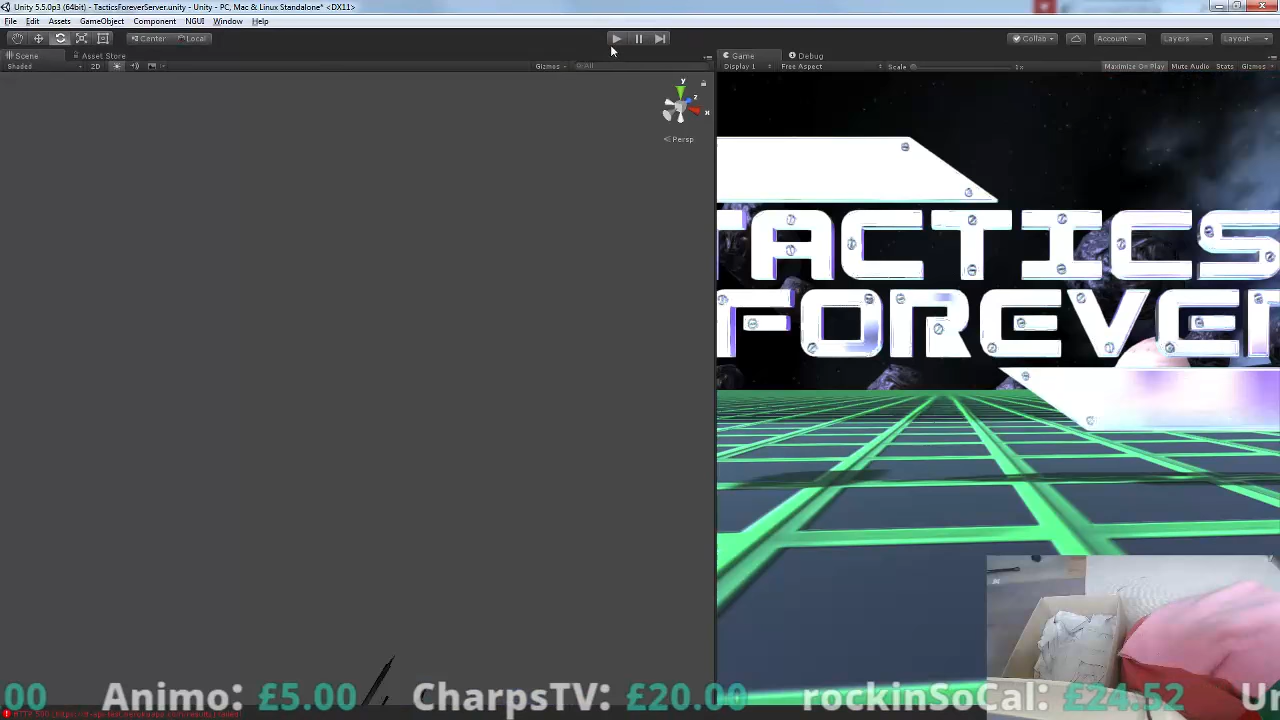 Unity 5.5.0p3 (64bit) - TacticsForeverServer.unity - Unity - PC, Mac & Linux Standalone* <DX11>
File Edit Assets GameObject Component NGUI Window Help
Center Local Collab Account Layers Layout
Scene Asset Store Game Debug
Shaded 2D Gizmos All Display 1 Free Aspect Scale 1x Maximize On Play Mute Audio Stats Gizmos
y
z
x
Persp
TACTICS
FOREVER
00 Animo: £5.00 CharpsTV: £20.00 rockinSoCal: £24.52 Un